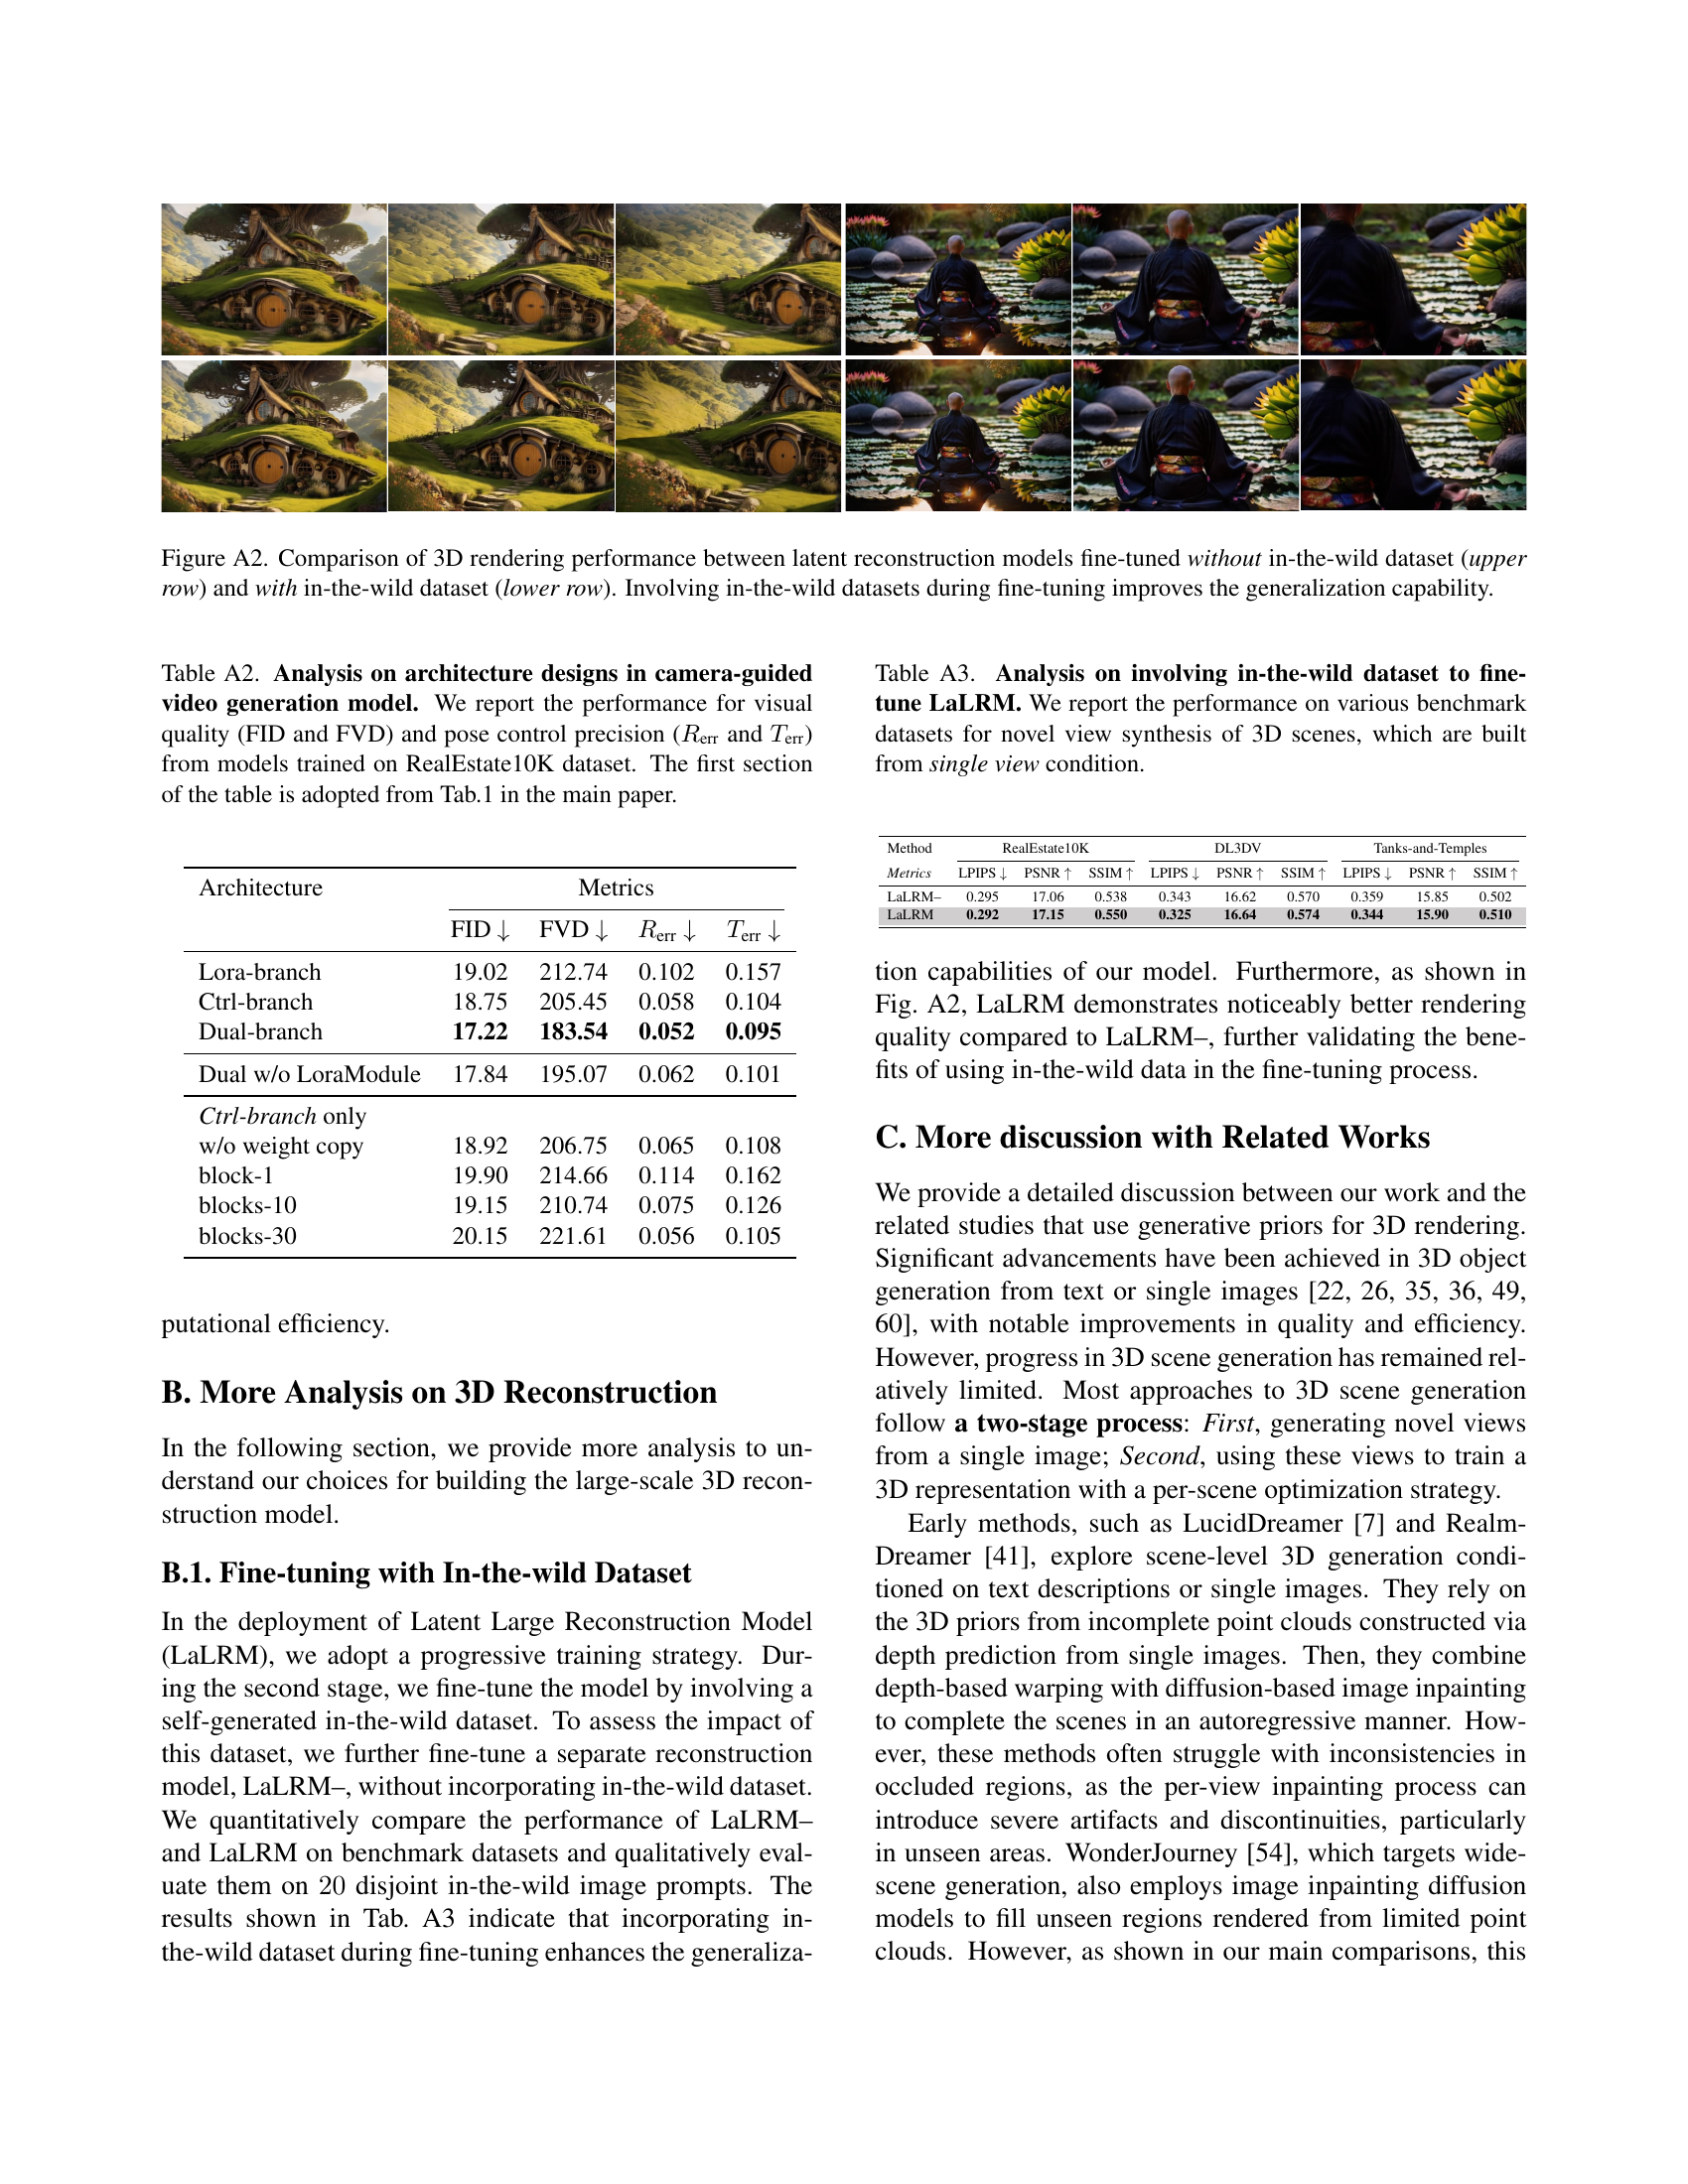 Figure A2. Comparison of 3D rendering performance between latent reconstruction models fine-tuned without in-the-wild dataset (upper
row) and with in-the-wild dataset (lower row). Involving in-the-wild datasets during fine-tuning improves the generalization capability.
Table A2. Analysis on architecture designs in camera-guided
video generation model. We report the performance for visual
quality (FID and FVD) and pose control precision (Rerr and Terr)
from models trained on RealEstate10K dataset. The first section
of the table is adopted from Tab.1 in the main paper.
Architecture Metrics
FID ↓ FVD ↓ Rerr ↓ Terr ↓
Lora-branch 19.02 212.74 0.102 0.157
Ctrl-branch 18.75 205.45 0.058 0.104
Dual-branch 17.22 183.54 0.052 0.095
Dual w/o LoraModule 17.84 195.07 0.062 0.101
Ctrl-branch only
w/o weight copy 18.92 206.75 0.065 0.108
block-1 19.90 214.66 0.114 0.162
blocks-10 19.15 210.74 0.075 0.126
blocks-30 20.15 221.61 0.056 0.105
putational efficiency.
B. More Analysis on 3D Reconstruction
In the following section, we provide more analysis to un-
derstand our choices for building the large-scale 3D recon-
struction model.
B.1. Fine-tuning with In-the-wild Dataset
In the deployment of Latent Large Reconstruction Model
(LaLRM), we adopt a progressive training strategy. Dur-
ing the second stage, we fine-tune the model by involving a
self-generated in-the-wild dataset. To assess the impact of
this dataset, we further fine-tune a separate reconstruction
model, LaLRM–, without incorporating in-the-wild dataset.
We quantitatively compare the performance of LaLRM–
and LaLRM on benchmark datasets and qualitatively eval-
uate them on 20 disjoint in-the-wild image prompts. The
results shown in Tab. A3 indicate that incorporating in-
the-wild dataset during fine-tuning enhances the generaliza-
Table A3. Analysis on involving in-the-wild dataset to fine-
tune LaLRM. We report the performance on various benchmark
datasets for novel view synthesis of 3D scenes, which are built
from single view condition.
Method RealEstate10K DL3DV Tanks-and-Temples
Metrics LPIPS ↓ PSNR ↑ SSIM ↑ LPIPS ↓ PSNR ↑ SSIM ↑ LPIPS ↓ PSNR ↑ SSIM ↑
LaLRM– 0.295 17.06 0.538 0.343 16.62 0.570 0.359 15.85 0.502
LaLRM 0.292 17.15 0.550 0.325 16.64 0.574 0.344 15.90 0.510
tion capabilities of our model. Furthermore, as shown in
Fig. A2, LaLRM demonstrates noticeably better rendering
quality compared to LaLRM–, further validating the bene-
fits of using in-the-wild data in the fine-tuning process.
C. More discussion with Related Works
We provide a detailed discussion between our work and the
related studies that use generative priors for 3D rendering.
Significant advancements have been achieved in 3D object
generation from text or single images [22, 26, 35, 36, 49,
60], with notable improvements in quality and efficiency.
However, progress in 3D scene generation has remained rel-
atively limited. Most approaches to 3D scene generation
follow a two-stage process: First, generating novel views
from a single image; Second, using these views to train a
3D representation with a per-scene optimization strategy.
Early methods, such as LucidDreamer [7] and Realm-
Dreamer [41], explore scene-level 3D generation condi-
tioned on text descriptions or single images. They rely on
the 3D priors from incomplete point clouds constructed via
depth prediction from single images. Then, they combine
depth-based warping with diffusion-based image inpainting
to complete the scenes in an autoregressive manner. How-
ever, these methods often struggle with inconsistencies in
occluded regions, as the per-view inpainting process can
introduce severe artifacts and discontinuities, particularly
in unseen areas. WonderJourney [54], which targets wide-
scene generation, also employs image inpainting diffusion
models to fill unseen regions rendered from limited point
clouds. However, as shown in our main comparisons, this